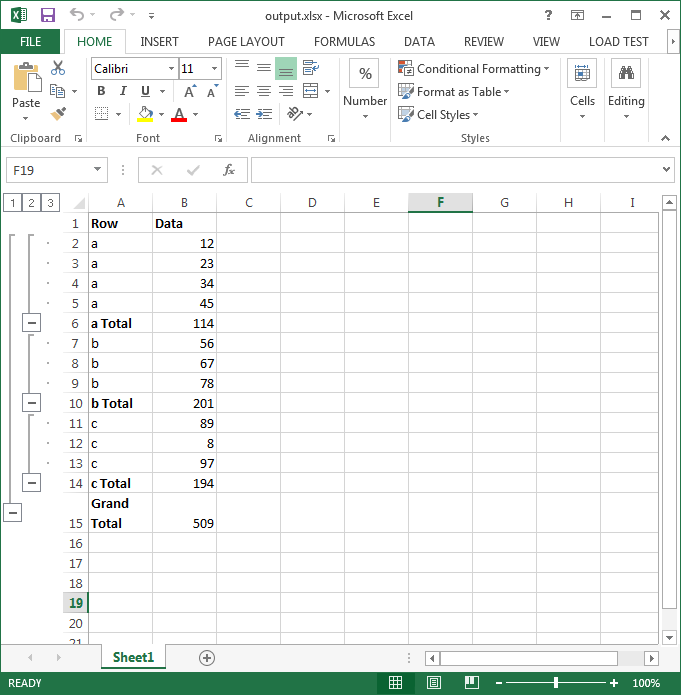 output.xlsx - Microsoft Excel
?
FILE HOME INSERT PAGE LAYOUT FORMULAS DATA REVIEW VIEW LOAD TEST
Paste
Calibri 11
B I U A A
A
%
Number
Conditional Formatting
Format as Table
Cell Styles
Cells
Editing
Clipboard Font Alignment Styles
F19 fx
1 2 3
A B C D E F G H I
1 Row Data
2 a 12
3 a 23
4 a 34
5 a 45
6 a Total 114
7 b 56
8 b 67
9 b 78
10 b Total 201
11 c 89
12 c 8
13 c 97
14 c Total 194
Grand
15 Total 509
16
17
18
19
20
21
Sheet1
READY 100%